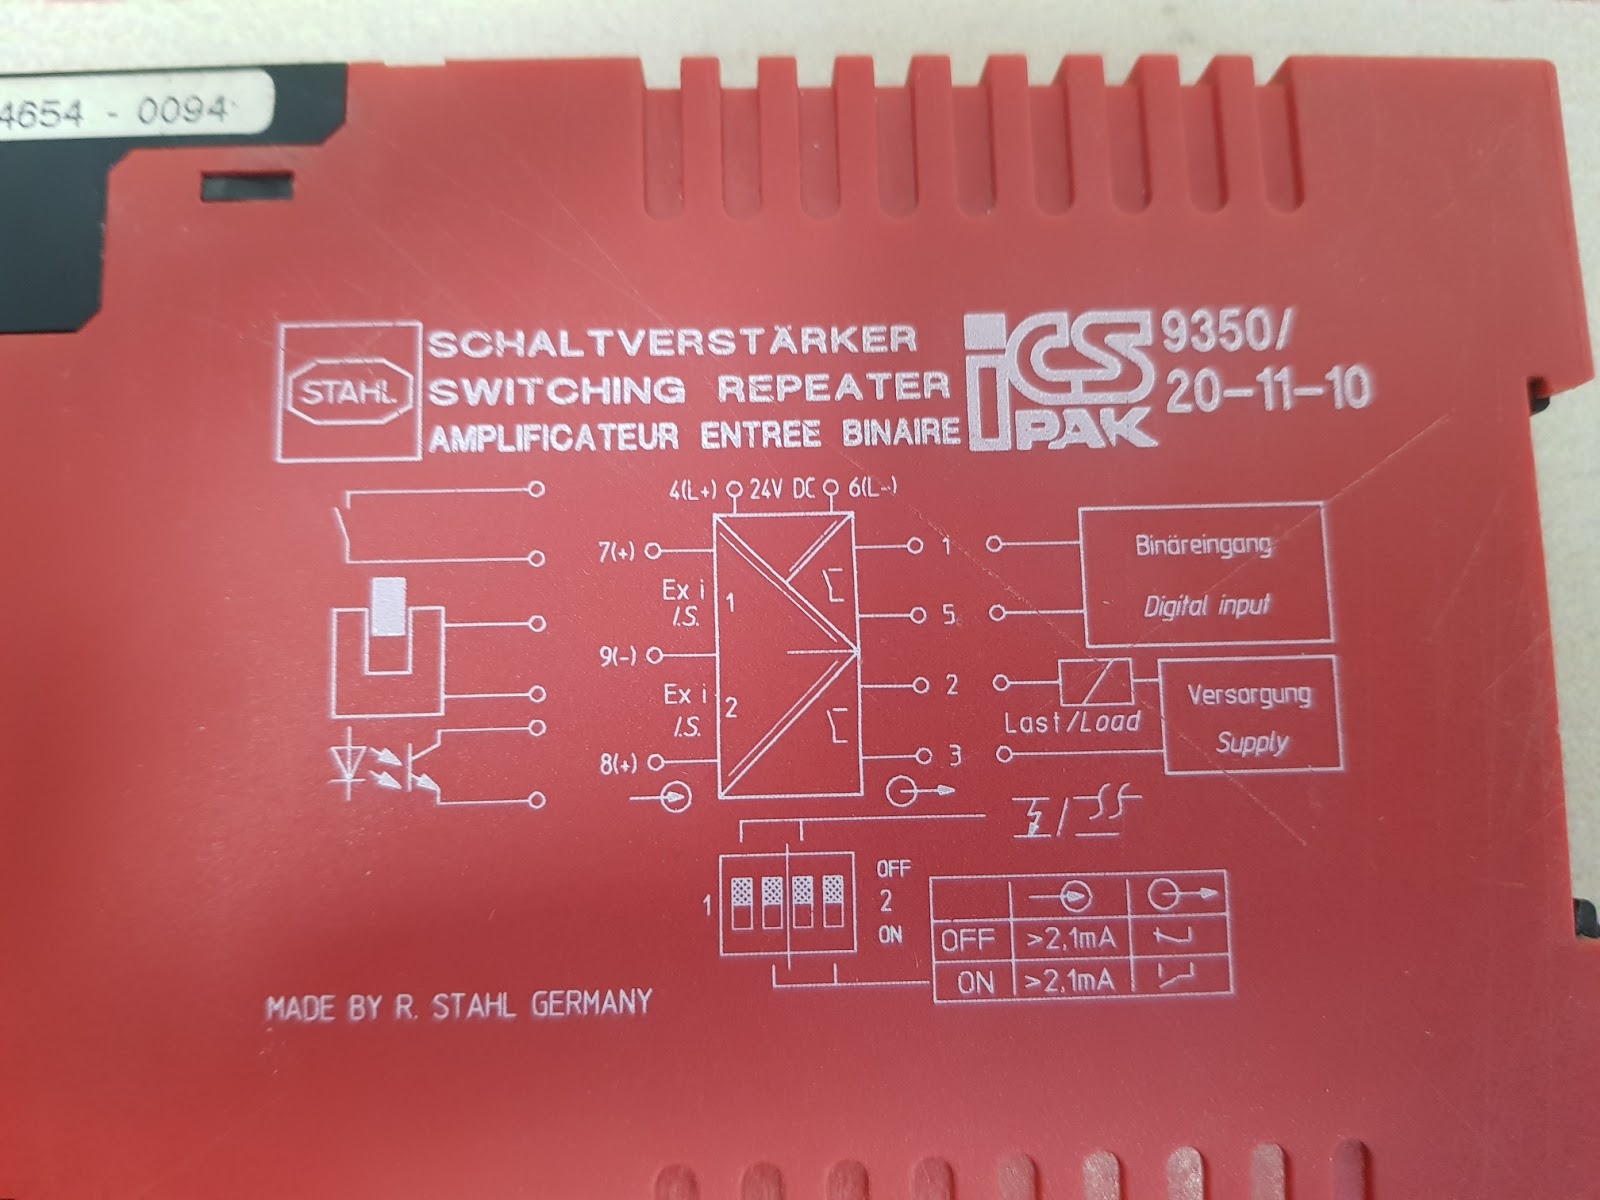 4654 - 0094
STAHL
SCHALTVERSTÄRKER
SWITCHING REPEATER
AMPLIFICATEUR ENTREE BINAIRE
iCS PAK
9350/
20-11-10
4(L+) 24V DC 6(L-)
7(+)
1
Ex i
I.S.
1
5
9(-)
Ex i
I.S.
2
2
8(+)
3
Binäreingang
Digital input
Last/Load
Versorgung
Supply
1
OFF
2
ON
OFF >2,1mA
ON >2,1mA
MADE BY R. STAHL GERMANY